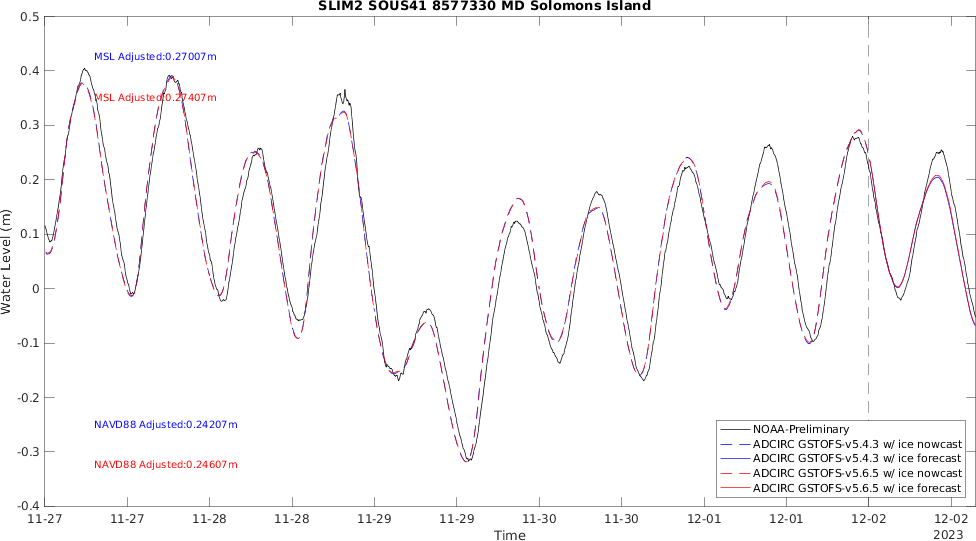 SLIM2 SOUS41 8577330 MD Solomons Island
0.5
0.4
0.3
0.2
0.1
0
-0.1
-0.2
-0.3
-0.4
Water Level (m)
MSL Adjusted:0.27007m
MSL Adjusted:0.27407m
NAVD88 Adjusted:0.24207m
NAVD88 Adjusted:0.24607m
NOAA-Preliminary
ADCIRC GSTOFS-v5.4.3 w/ ice nowcast
ADCIRC GSTOFS-v5.4.3 w/ ice forecast
ADCIRC GSTOFS-v5.6.5 w/ ice nowcast
ADCIRC GSTOFS-v5.6.5 w/ ice forecast
11-27 11-27 11-28 11-28 11-29 11-29 11-30 11-30 12-01 12-01 12-02 12-02
Time 2023